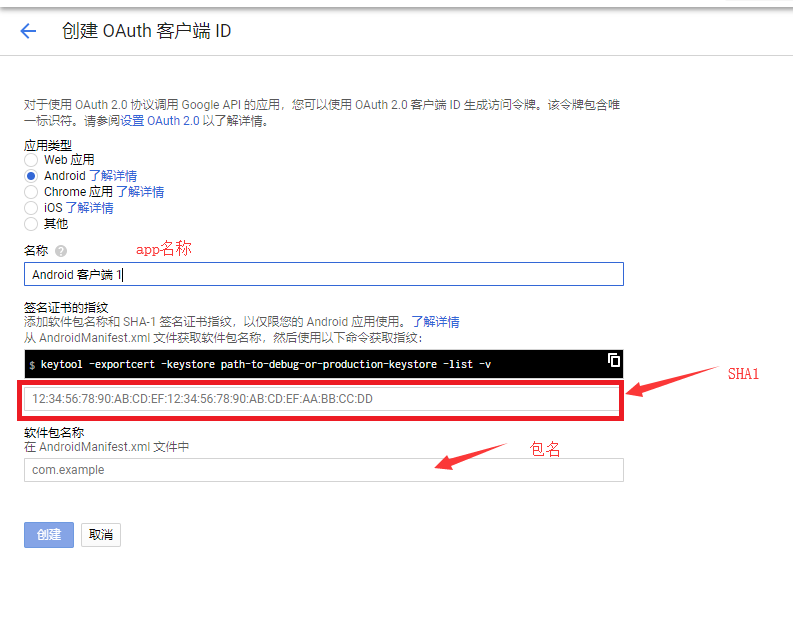 创建 OAuth 客户端 ID
对于使用 OAuth 2.0 协议调用 Google API 的应用，您可以使用 OAuth 2.0 客户端 ID 生成访问令牌。该令牌包含唯
一标识符。请参阅设置 OAuth 2.0 以了解详情。
应用类型
Web 应用
Android 了解详情
Chrome 应用 了解详情
iOS 了解详情
其他
名称 ?
app名称
Android 客户端 1
签名证书的指纹
添加软件包名称和 SHA-1 签名证书指纹，以仅限您的 Android 应用使用。了解详情
从 AndroidManifest.xml 文件获取软件包名称，然后使用以下命令获取指纹：
$ keytool -exportcert -keystore path-to-debug-or-production-keystore -list -v
SHA1
12:34:56:78:90:AB:CD:EF:12:34:56:78:90:AB:CD:EF:AA:BB:CC:DD
软件包名称
在 AndroidManifest.xml 文件中
包名
com.example
创建 取消